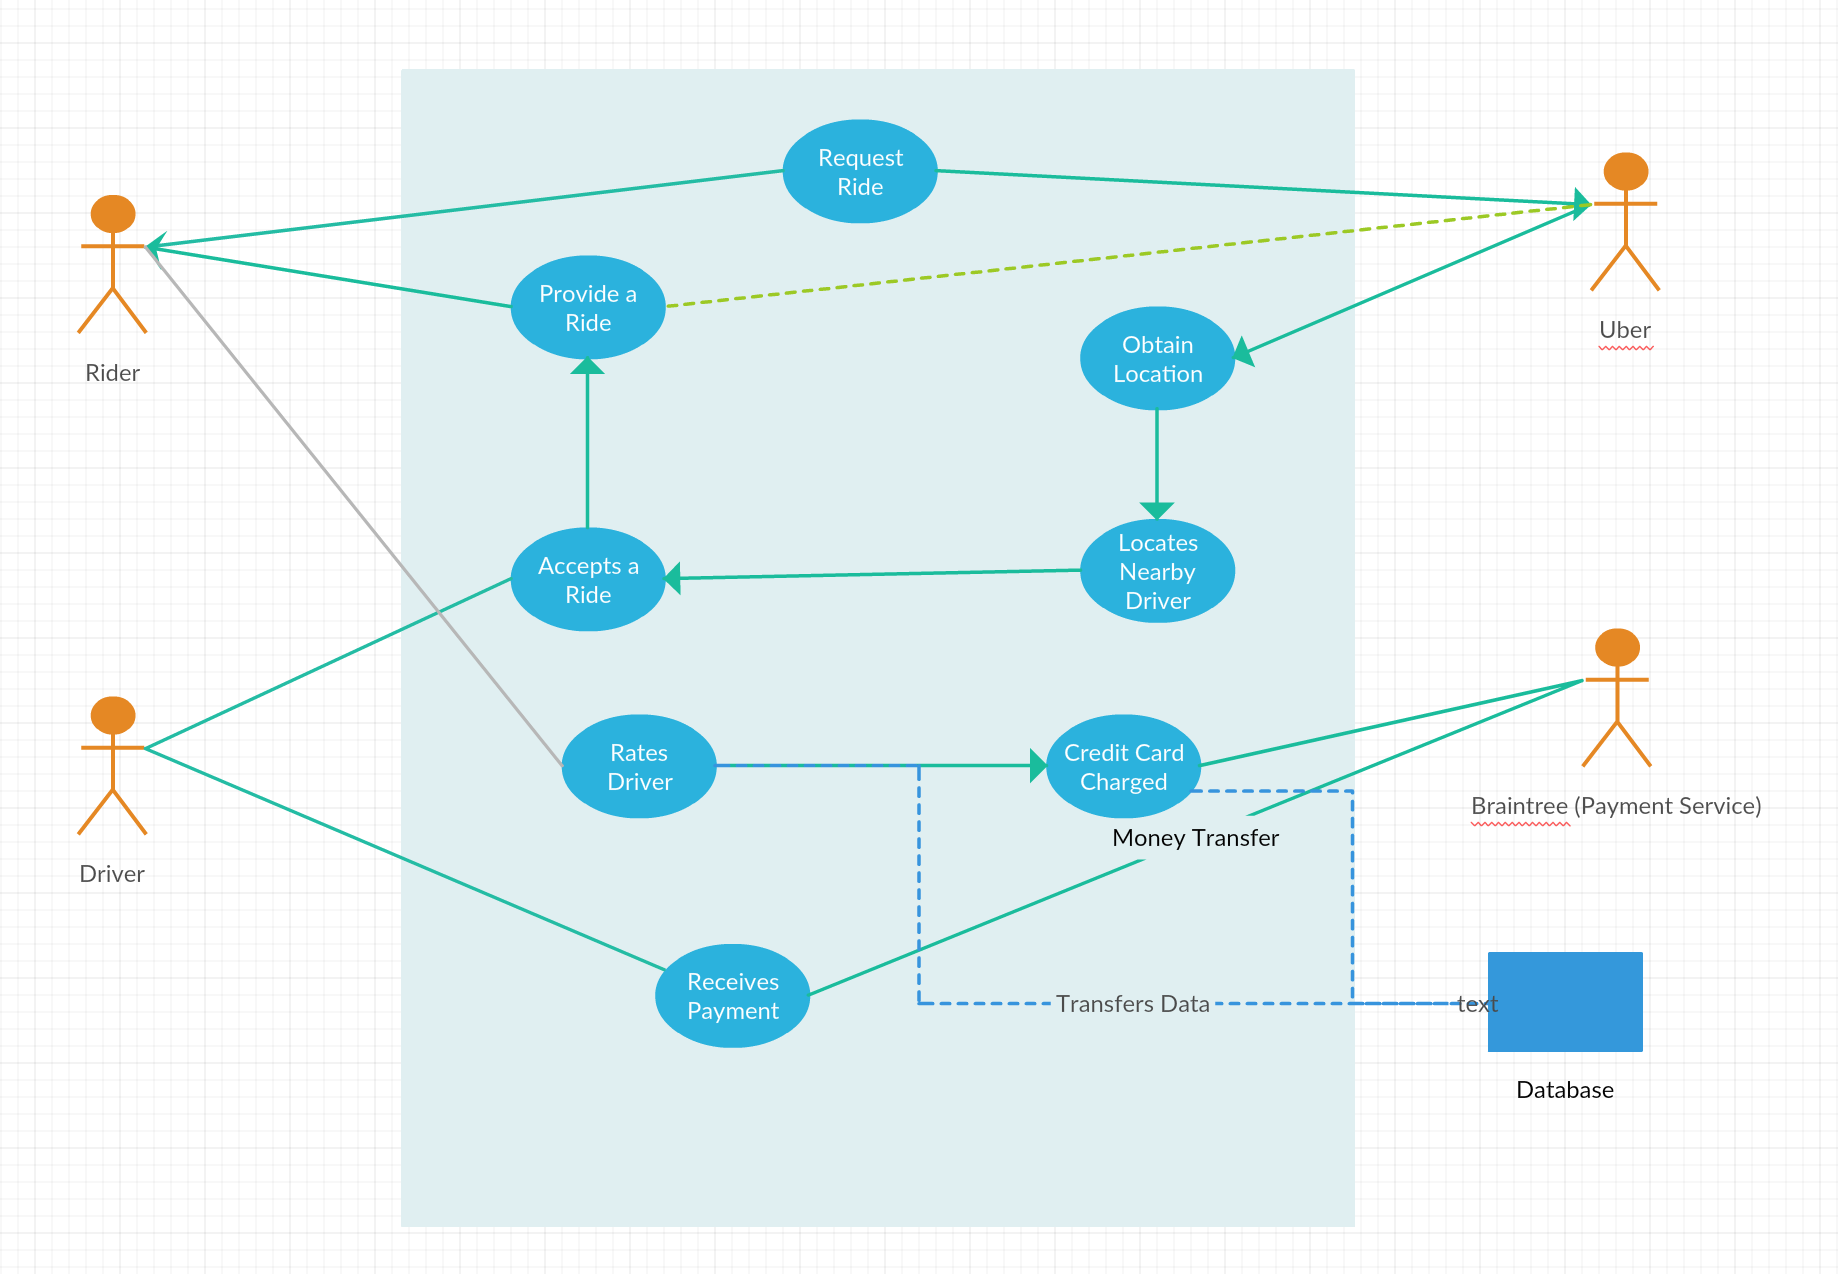 Request
Ride
Provide a
Ride
Uber
Obtain
Location
Rider
Locates
Nearby
Driver
Accepts a
Ride
Rates
Driver
Credit Card
Charged
Braintree (Payment Service)
Money Transfer
Driver
Receives
Payment
Transfers Data
text
Database